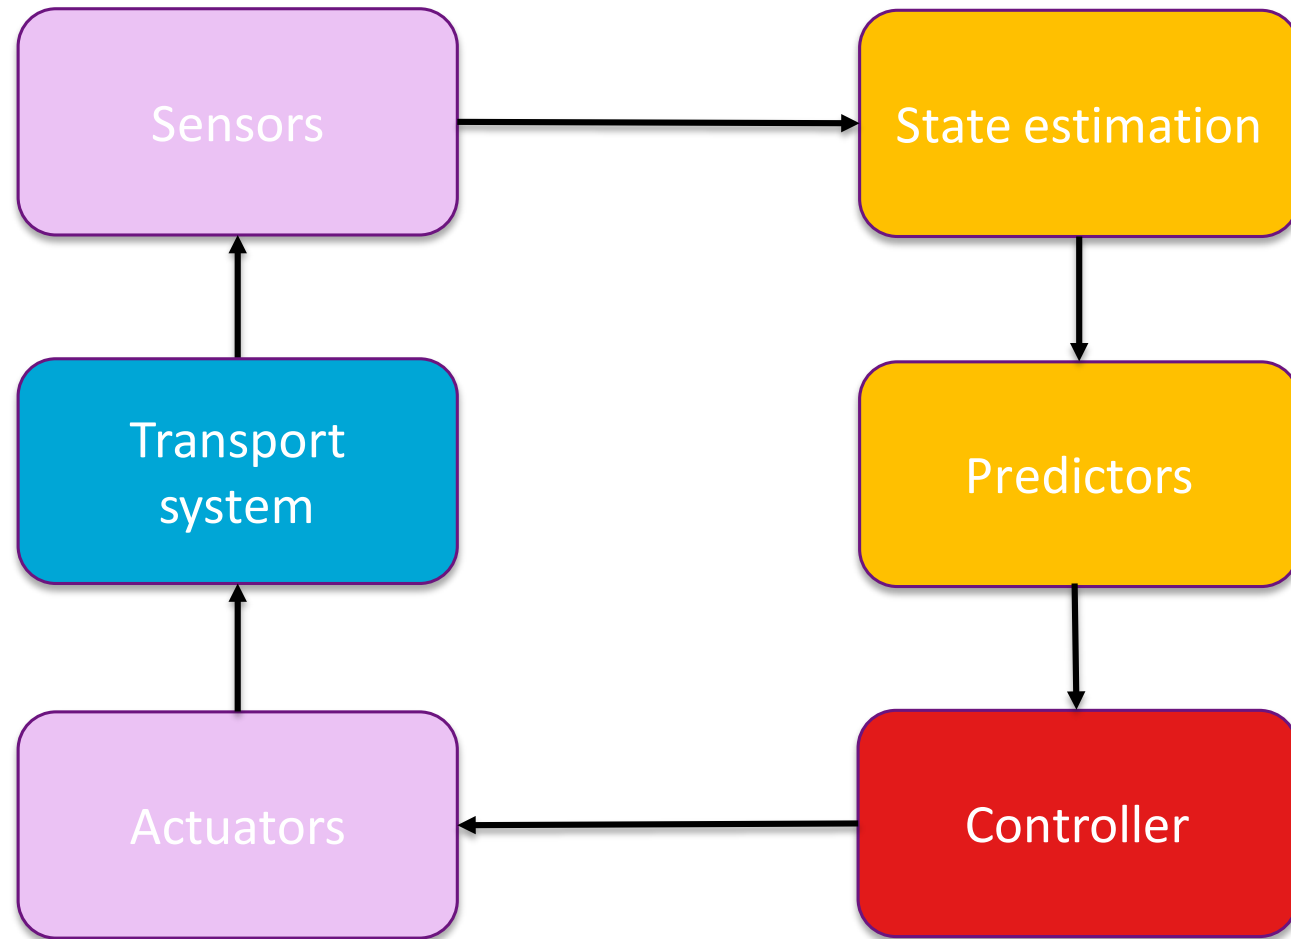 Sensors
State estimation
Transport
system
Predictors
Actuators
Controller